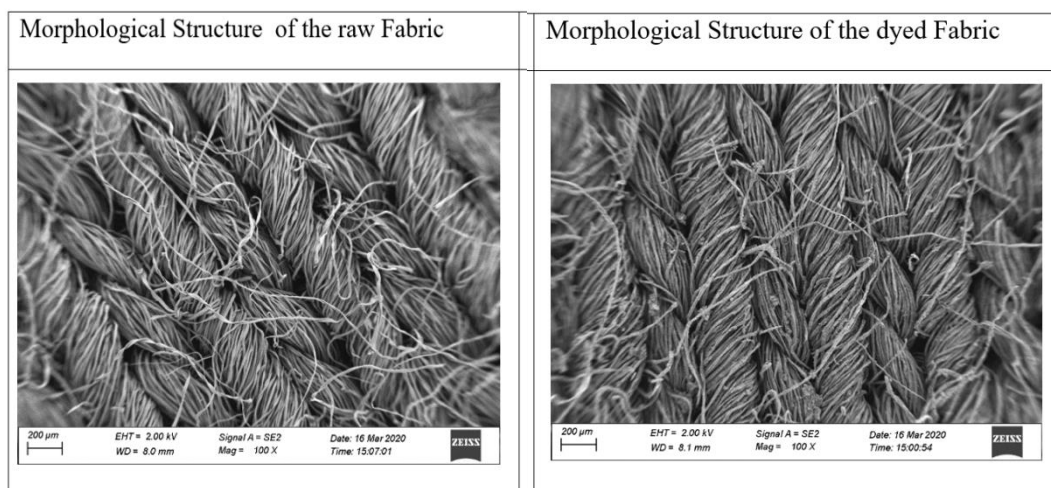 Morphological Structure of the raw Fabric
Morphological Structure of the dyed Fabric
200 µm
EHT = 2.00 kV
WD = 8.0 mm
Signal A = SE2
Mag = 100 X
Date: 16 Mar 2020
Time: 15:07:01
ZEISS
200 µm
EHT = 2.00 kV
WD = 8.1 mm
Signal A = SE2
Mag = 100 X
Date: 16 Mar 2020
Time: 15:00:54
ZEISS